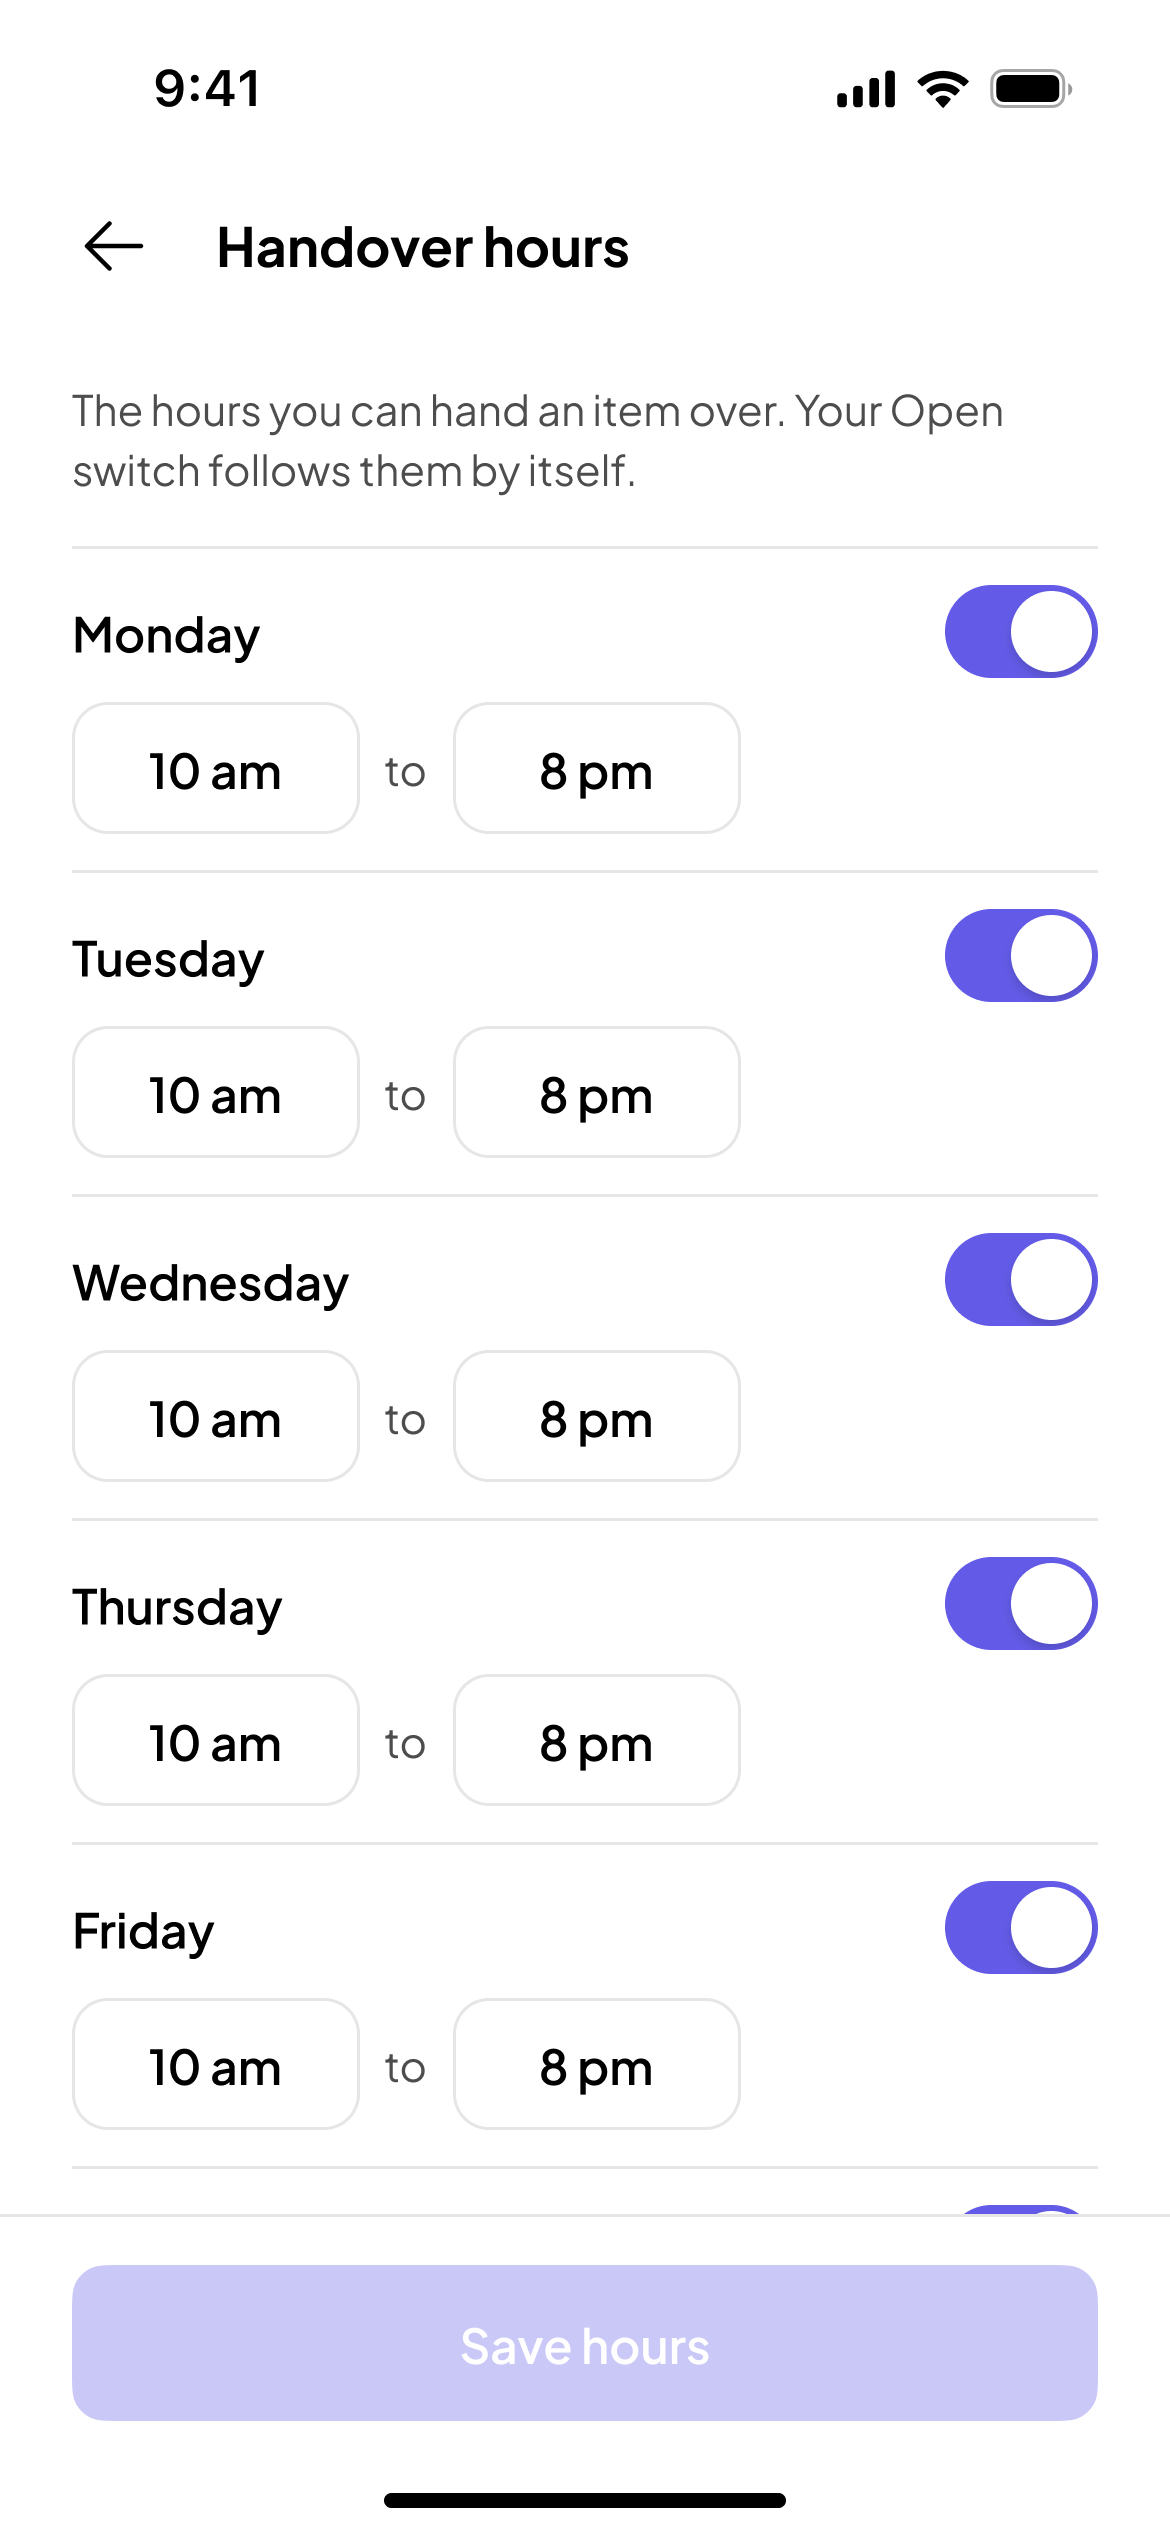 9:41
Handover hours
The hours you can hand an item over. Your Open
switch follows them by itself.
Monday
10 am to 8 pm
Tuesday
10 am to 8 pm
Wednesday
10 am to 8 pm
Thursday
10 am to 8 pm
Friday
10 am to 8 pm
Save hours